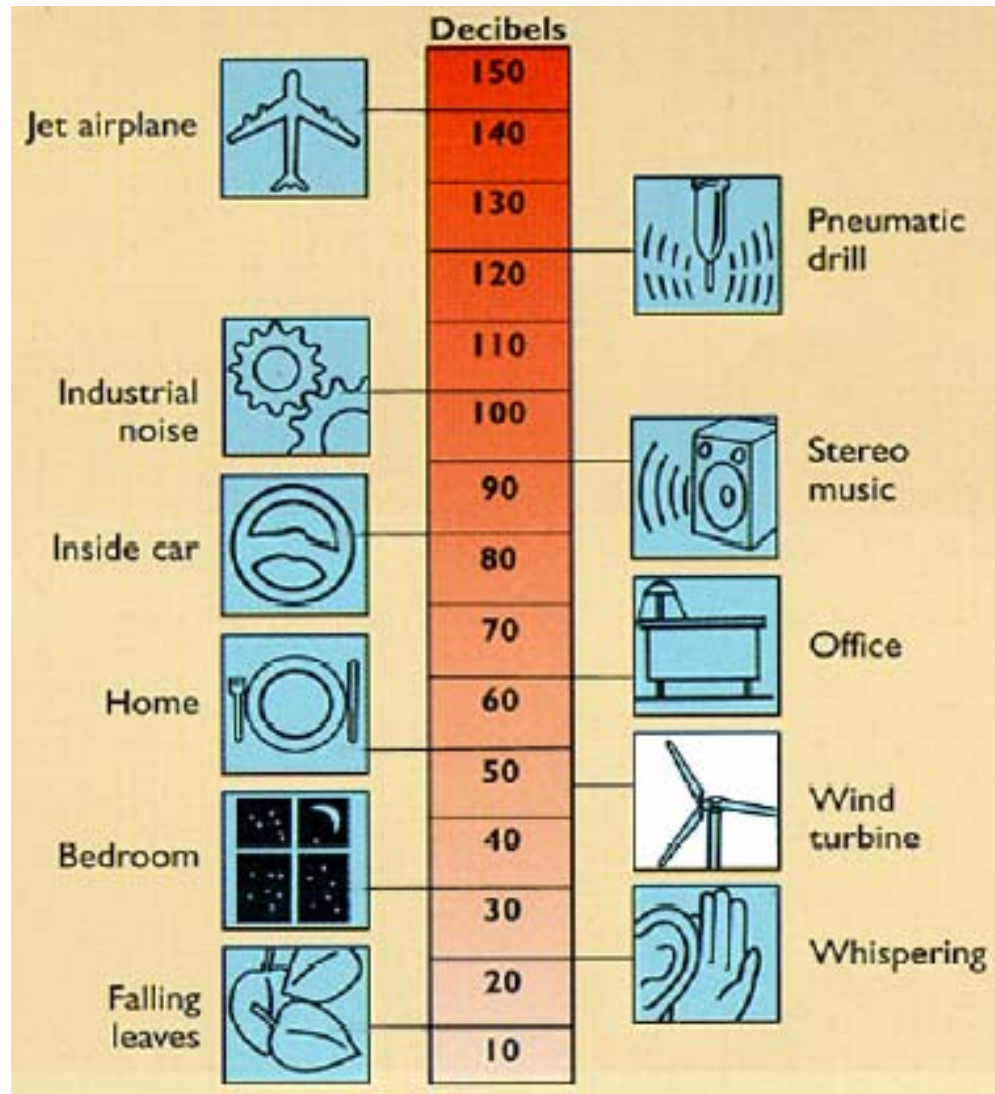 Decibels
150
Jet airplane
140
130
Pneumatic
drill
120
110
Industrial
noise
100
Stereo
music
90
Inside car
80
70
Office
60
Home
50
Wind
turbine
40
Bedroom
30
Whispering
20
Falling
leaves
10